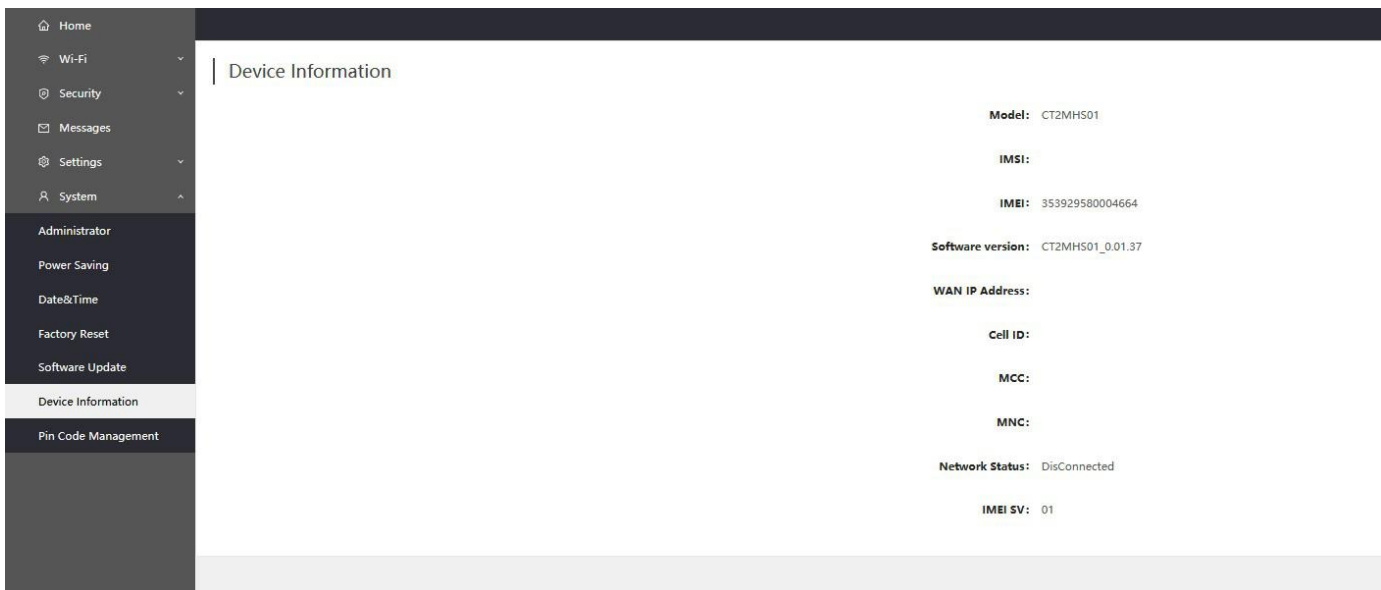 Home
Wi-Fi
Security
Messages
Settings
System
Administrator
Power Saving
Date&Time
Factory Reset
Software Update
Device Information
Pin Code Management
Device Information
Model: CT2MHS01
IMSI:
IMEI: 353929580004664
Software version: CT2MHS01_0.01.37
WAN IP Address:
Cell ID:
MCC:
MNC:
Network Status: DisConnected
IMEI SV: 01